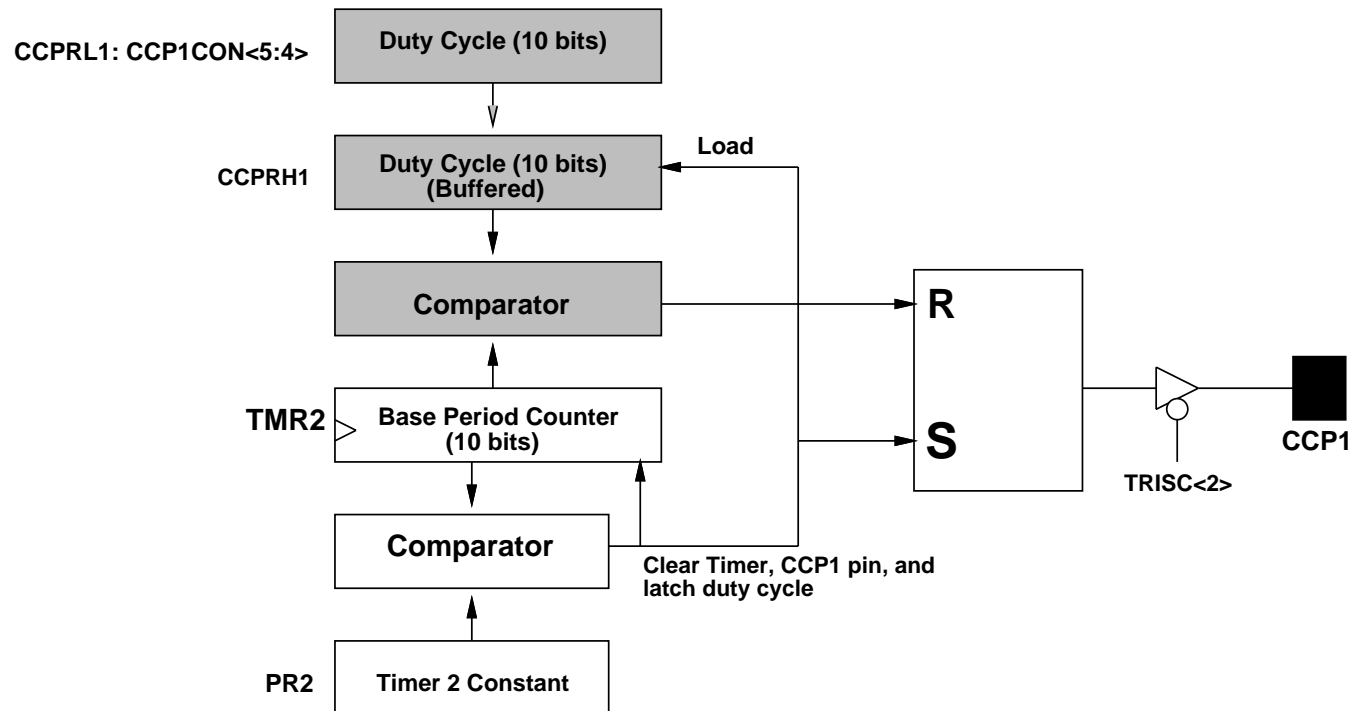 CCPRL1: CCP1CON<5:4>
Duty Cycle (10 bits)
CCPRH1
Duty Cycle (10 bits)
(Buffered)
Load
Comparator
R
TMR2
Base Period Counter
(10 bits)
S
CCP1
TRISC<2>
Comparator
Clear Timer, CCP1 pin, and
latch duty cycle
PR2
Timer 2 Constant